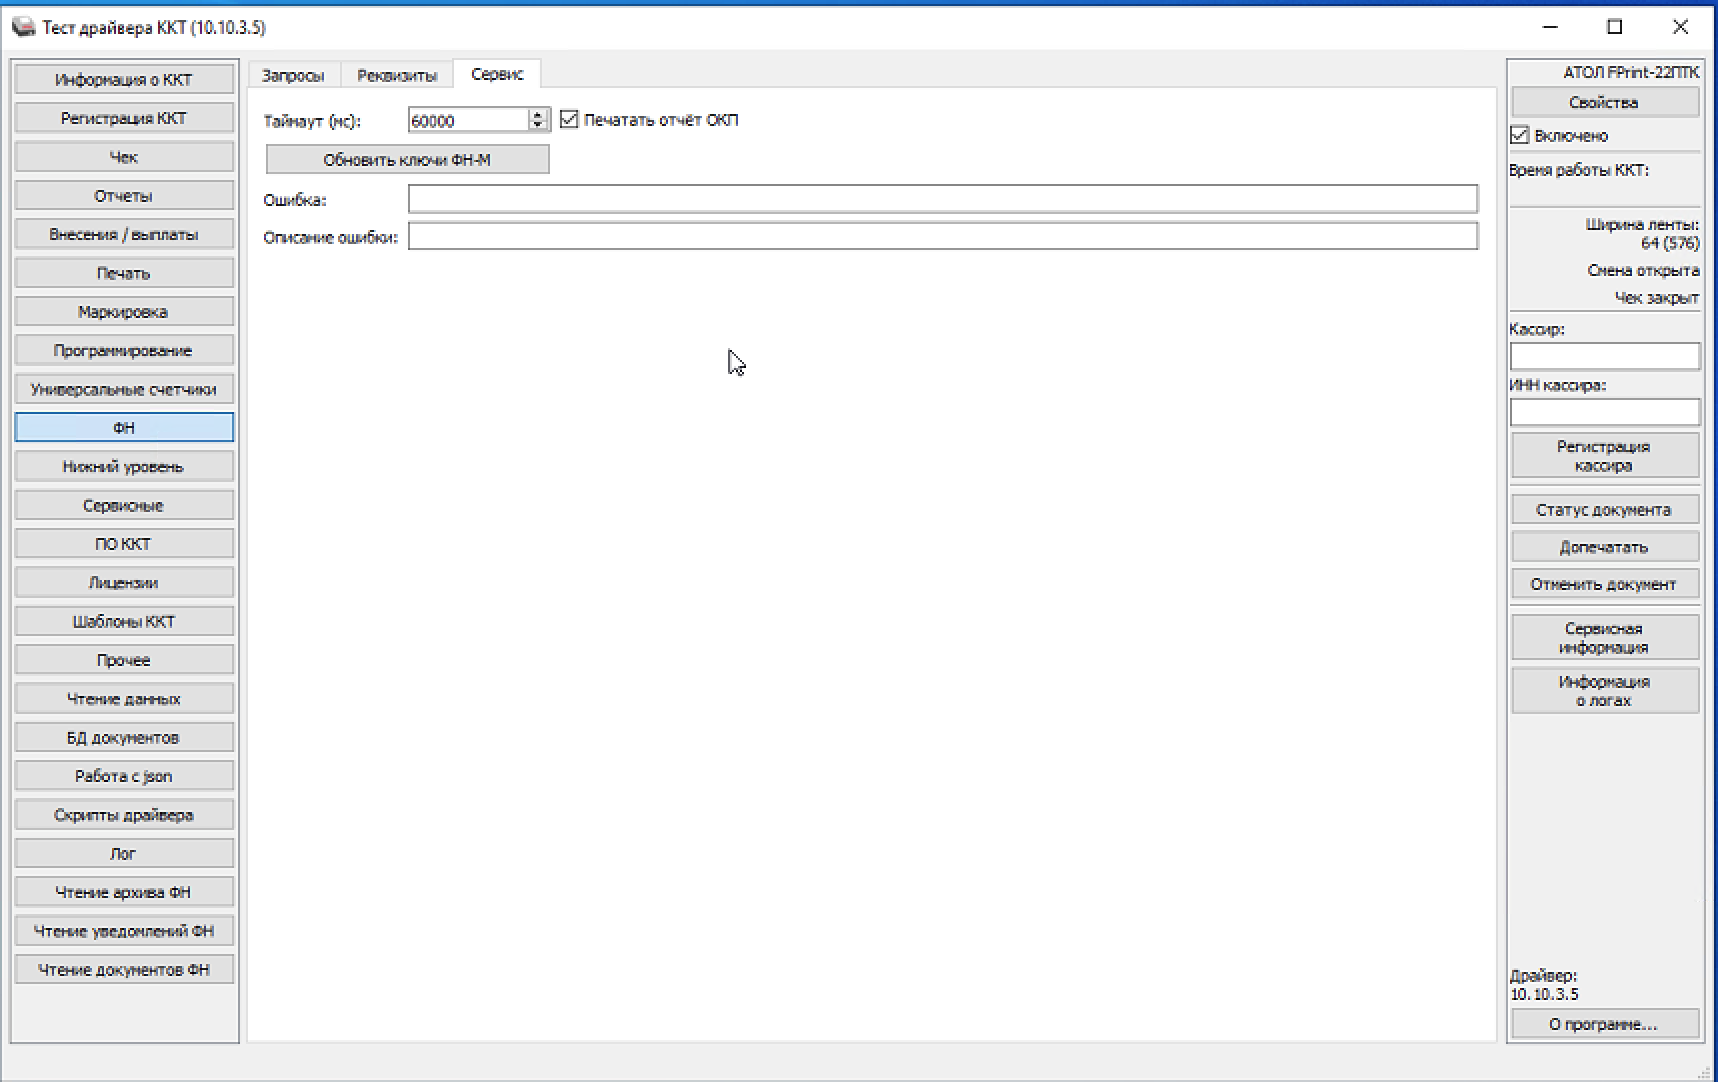 Тест драйвера ККТ (10.10.3.5)
Информация о ККТ
Регистрация ККТ
Чек
Отчеты
Внесения / выплаты
Печать
Маркировка
Программирование
Универсальные счетчики
ФН
Нижний уровень
Сервисные
ПО ККТ
Лицензии
Шаблоны ККТ
Прочее
Чтение данных
БД документов
Работа с json
Скрипты драйвера
Лог
Чтение архива ФН
Чтение уведомлений ФН
Чтение документов ФН
Запросы Реквизиты Сервис
Таймаут (мс): 60000 Печатать отчёт ОКП
Обновить ключи ФН-М
Ошибка:
Описание ошибки:
АТОЛ FPrint-22ПТК
Свойства
Включено
Время работы ККТ:
Ширина ленты:
64 (576)
Смена открыта
Чек закрыт
Кассир:
ИНН кассира:
Регистрация
кассира
Статус документа
Допечатать
Отменить документ
Сервисная
информация
Информация
о логах
Драйвер:
10.10.3.5
О программе...